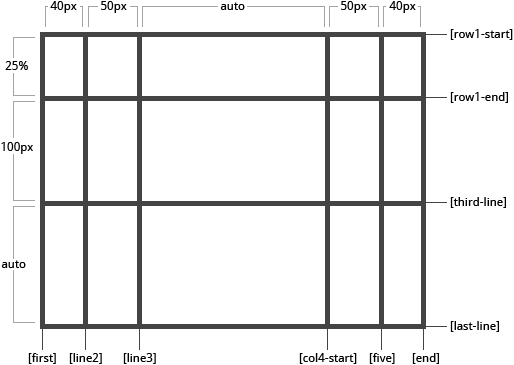 40px 50px auto 50px 40px
[row1-start]
25%
[row1-end]
100px
[third-line]
auto
[last-line]
[first] [line2] [line3] [col4-start] [five] [end]